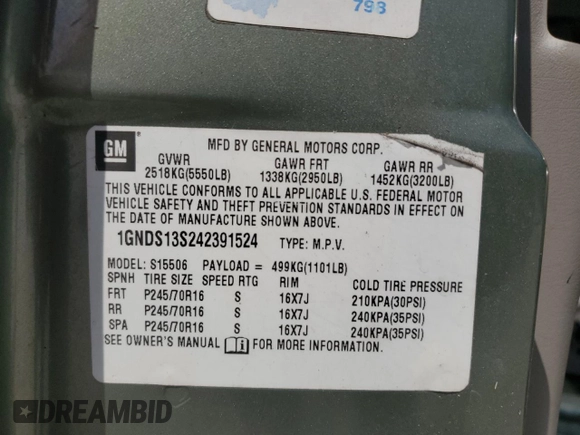 798
GM
MFD BY GENERAL MOTORS CORP.
GVWR GAWR FRT GAWR RR
2518KG(5550LB) 1338KG(2950LB) 1452KG(3200LB)
THIS VEHICLE CONFORMS TO ALL APPLICABLE U.S. FEDERAL MOTOR
VEHICLE SAFETY AND THEFT PREVENTION STANDARDS IN EFFECT ON
THE DATE OF MANUFACTURE SHOWN ABOVE.
1GNDS13S242391524 TYPE: M.P.V.
MODEL: S15506 PAYLOAD = 499KG(1101LB)
SPNH TIRE SIZE SPEED RTG RIM COLD TIRE PRESSURE
FRT P245/70R16 S 16X7J 210KPA(30PSI)
RR P245/70R16 S 16X7J 240KPA(35PSI)
SPA P245/70R16 S 16X7J 240KPA(35PSI)
SEE OWNER'S MANUAL FOR MORE INFORMATION.
DREAMBID